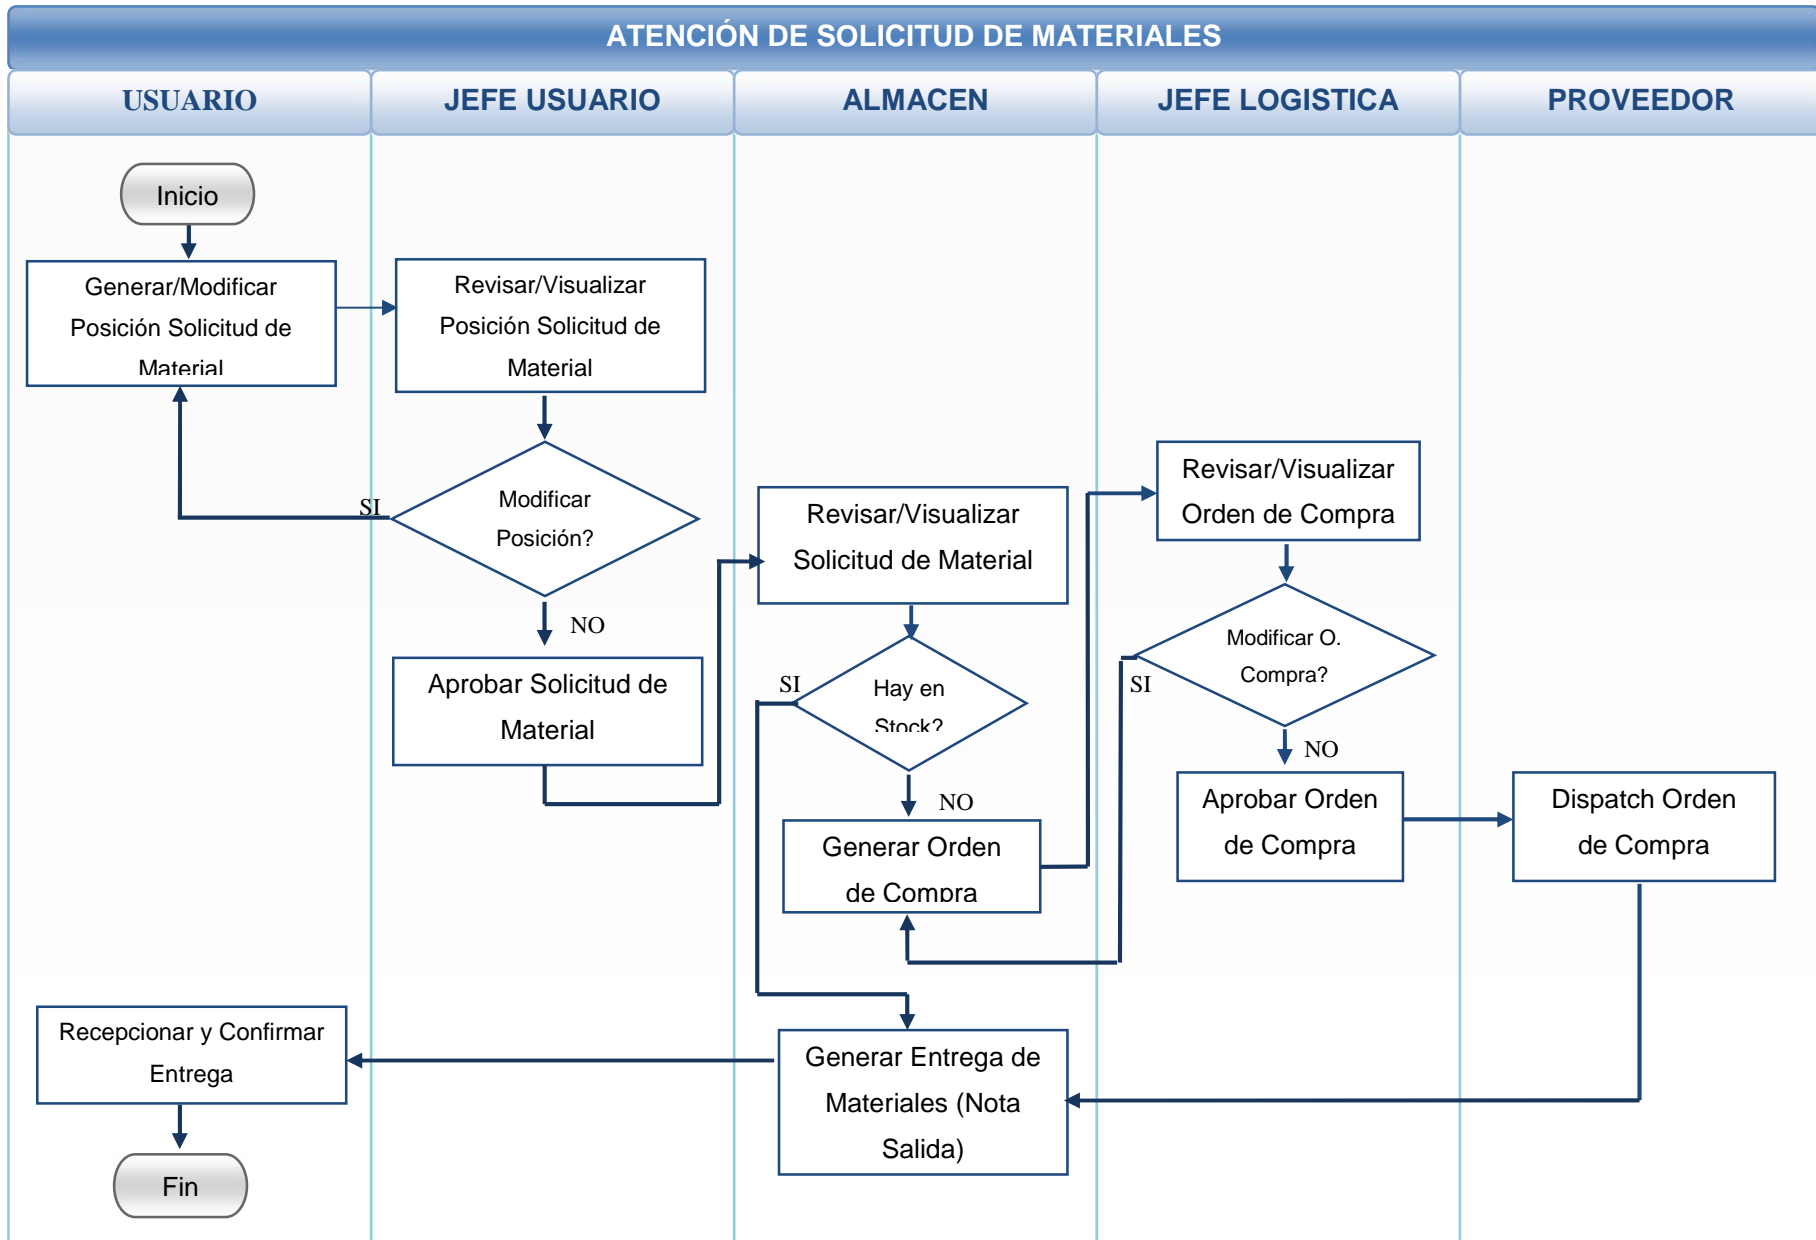 ATENCIÓN DE SOLICITUD DE MATERIALES
USUARIO
JEFE USUARIO
ALMACEN
JEFE LOGISTICA
PROVEEDOR
Inicio
Generar/Modificar
Posición Solicitud de
Material
Revisar/Visualizar
Posición Solicitud de
Material
Modificar
Posición?
SI
NO
Aprobar Solicitud de
Material
Revisar/Visualizar
Solicitud de Material
Hay en
Stock?
SI
NO
Generar Orden
de Compra
Revisar/Visualizar
Orden de Compra
Modificar O.
Compra?
SI
NO
Aprobar Orden
de Compra
Dispatch Orden
de Compra
Generar Entrega de
Materiales (Nota
Salida)
Recepcionar y Confirmar
Entrega
Fin